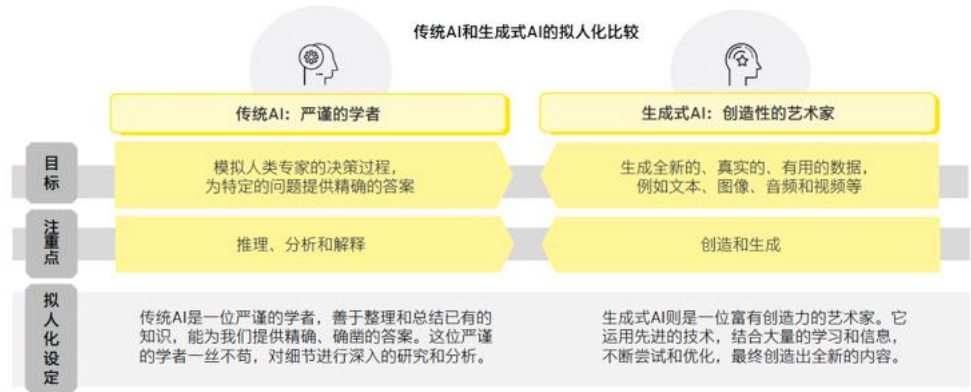 传统AI和生成式AI的拟人化比较
传统AI：严谨的学者
生成式AI：创造性的艺术家
目标
模拟人类专家的决策过程，
为特定的问题提供精确的答案
生成全新的、真实的、有用的数据，
例如文本、图像、音频和视频等
注重点
推理、分析和解释
创造和生成
拟人化设定
传统AI是一位严谨的学者，善于整理和总结已有的
知识，能为我们提供精确、确凿的答案。这位严谨
的学者一丝不苟，对细节进行深入的研究和分析。
生成式AI则是一位富有创造力的艺术家。它
运用先进的技术，结合大量的学习和信息，
不断尝试和优化，最终创造出全新的内容。